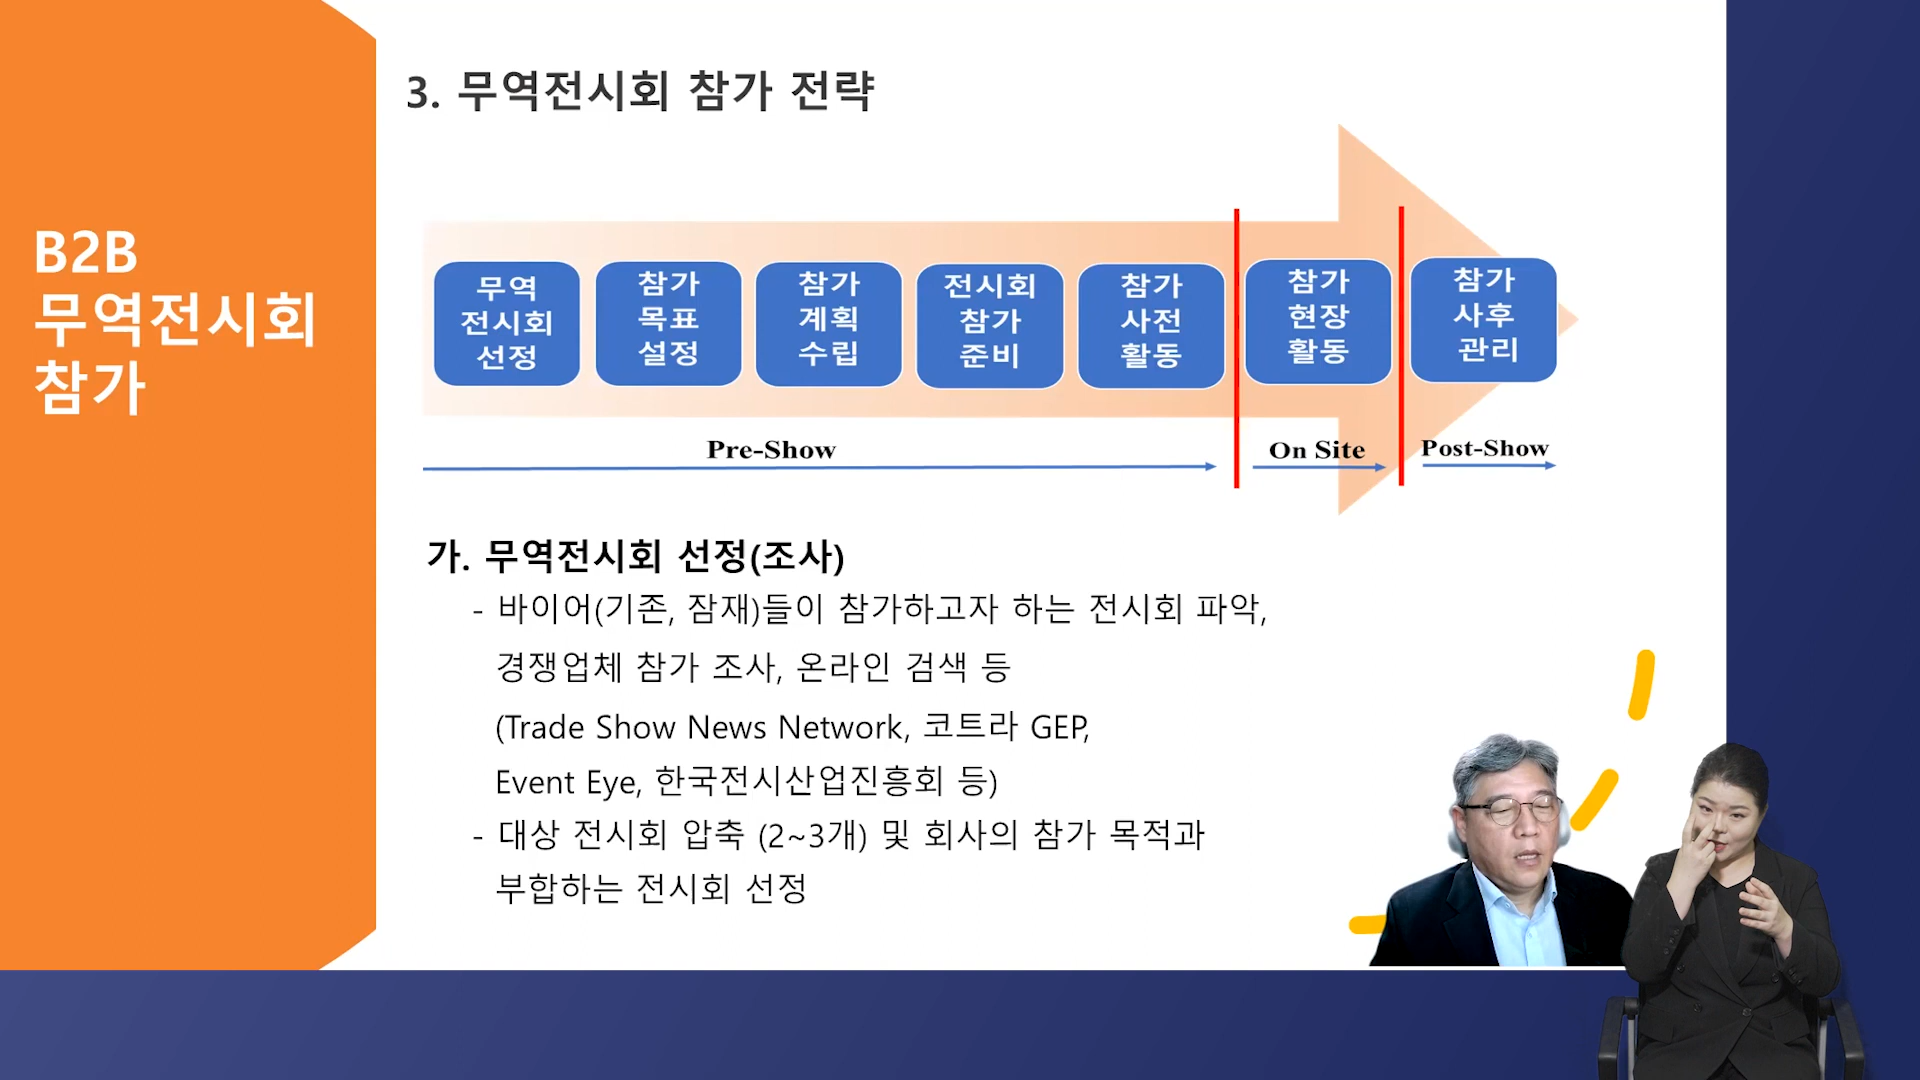 B2B
무역전시회
참가
3. 무역전시회 참가 전략
무역
전시회
선정
참가
목표
설정
참가
계획
수립
전시회
참가
준비
참가
사전
활동
참가
현장
활동
참가
사후
관리
Pre-Show
On Site
Post-Show
가. 무역전시회 선정(조사)
- 바이어(기존, 잠재)들이 참가하고자 하는 전시회 파악,
경쟁업체 참가 조사, 온라인 검색 등
(Trade Show News Network, 코트라 GEP,
Event Eye, 한국전시산업진흥회 등)
- 대상 전시회 압축 (2~3개) 및 회사의 참가 목적과
부합하는 전시회 선정